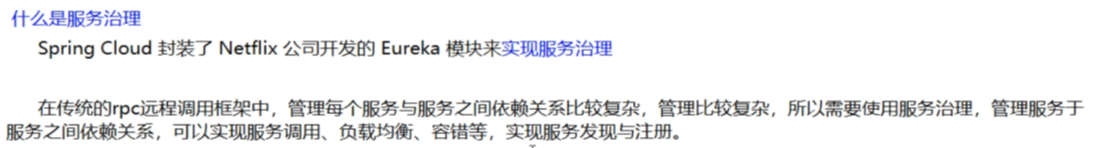 什么是服务治理
Spring Cloud 封装了 Netflix 公司开发的 Eureka 模块来实现服务治理
在传统的rpc远程调用框架中，管理每个服务与服务之间依赖关系比较复杂，管理比较复杂，所以需要使用服务治理，管理服务于
服务之间依赖关系，可以实现服务调用、负载均衡、容错等，实现服务发现与注册。